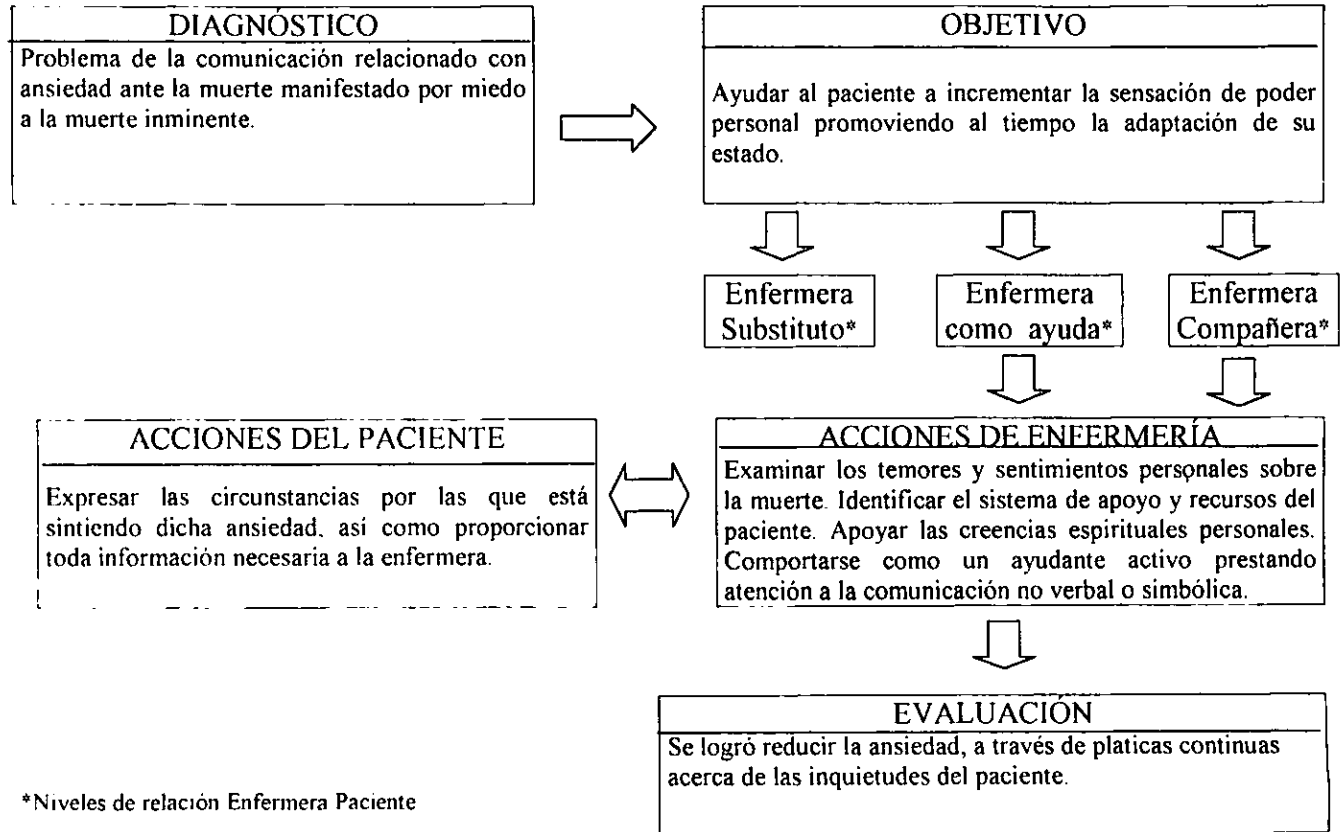 DIAGNÓSTICO
Problema de la comunicación relacionado con
ansiedad ante la muerte manifestado por miedo
a la muerte inminente.
OBJETIVO
Ayudar al paciente a incrementar la sensación de poder
personal promoviendo al tiempo la adaptación de su
estado.
Enfermera
Substituto*
Enfermera
como ayuda*
Enfermera
Compañera*
ACCIONES DEL PACIENTE
Expresar las circunstancias por las que está
sintiendo dicha ansiedad, así como proporcionar
toda información necesaria a la enfermera.
ACCIONES DE ENFERMERÍA
Examinar los temores y sentimientos personales sobre
la muerte. Identificar el sistema de apoyo y recursos del
paciente. Apoyar las creencias espirituales personales.
Comportarse como un ayudante activo prestando
atención a la comunicación no verbal o simbólica.
EVALUACIÓN
Se logró reducir la ansiedad, a través de platicas continuas
acerca de las inquietudes del paciente.
*Niveles de relación Enfermera Paciente